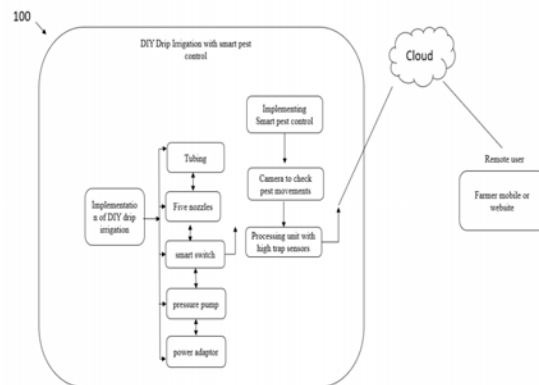 100
DIY Drip Irrigation with smart pest
control
Cloud
Implementing
Smart pest control
Tubing
Camera to check
pest movements
Remote user
Implementatio
n of DIY drip
irrigation
Five nozzles
Farmer mobile or
website
smart switch
Processing unit with
high trap sensors
pressure pump
power adaptor